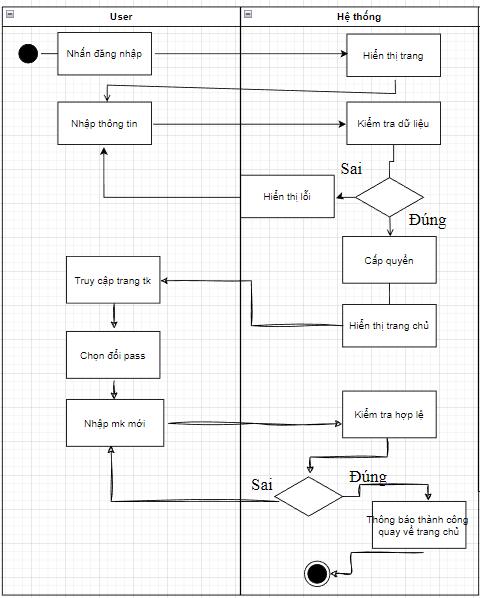 User
Hệ thống
Nhấn đăng nhập
Hiển thị trang
Nhập thông tin
Kiểm tra dữ liệu
Sai
Hiển thị lỗi
Đúng
Cấp quyền
Truy cập trang tk
Hiển thị trang chủ
Chọn đổi pass
Nhập mk mới
Kiểm tra hợp lệ
Sai
Đúng
Thông báo thành công
quay về trang chủ